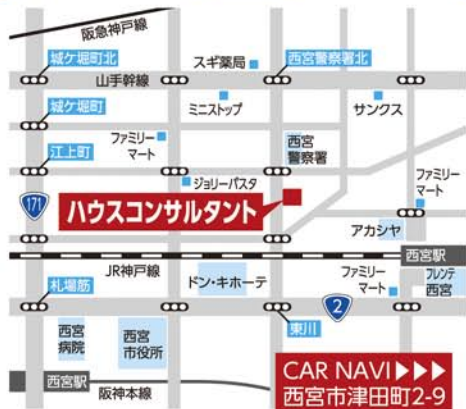 阪急神戸線
城ケ堀町北
スギ薬局
西宮警察署北
山手幹線
城ケ堀町
ミニストップ
サンクス
ファミリー
マート
西宮
警察署
江上町
ファミリー
マート
ジョリーパスタ
171
ハウスコンサルタント
アカシヤ
西宮駅
JR神戸線
札場筋
ドン・キホーテ
ファミリー
マート
フレンテ
西宮
2
西宮
病院
西宮
市役所
東川
CAR NAVI▶▶▶
西宮市津田町2-9
西宮駅
阪神本線